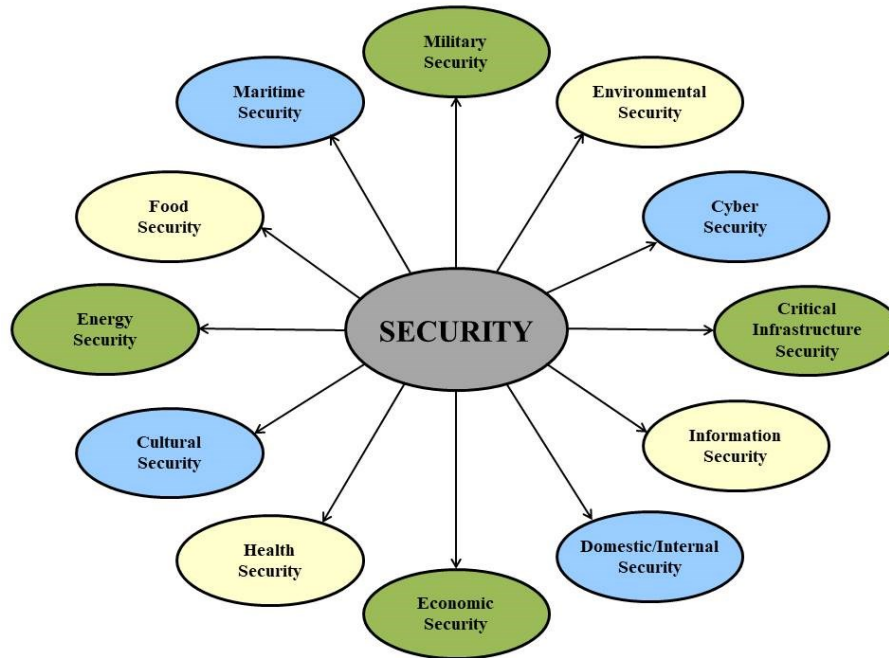 Military
Security
Maritime
Security
Environmental
Security
Food
Security
Cyber
Security
Energy
Security
SECURITY
Critical
Infrastructure
Security
Cultural
Security
Information
Security
Health
Security
Domestic/Internal
Security
Economic
Security